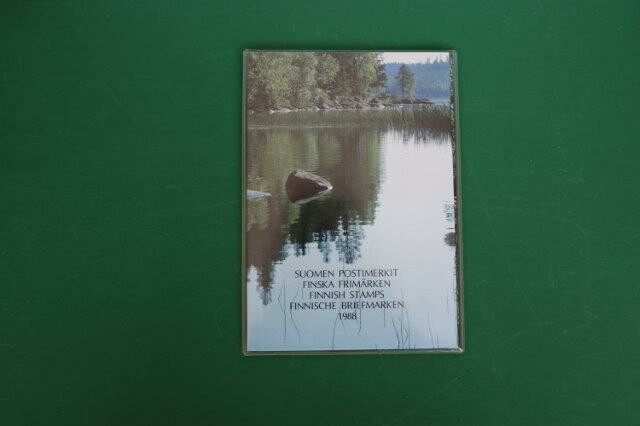 SUOMEN POSTIMERKIT
FINSKA FRIMÄRKEN
FINNISH STAMPS
FINNISCHE BRIEFMARKEN
1988